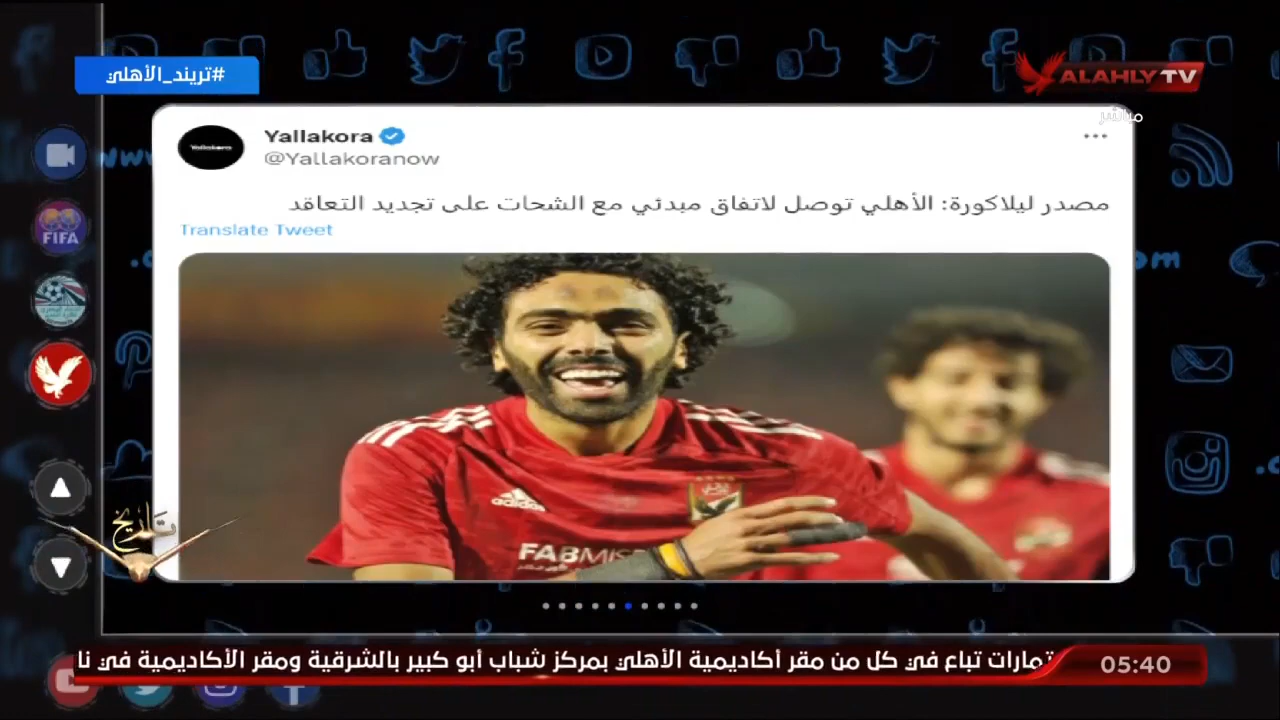 #تريند_الأهلي
ALAHLY TV
مباشر
Yallakora
@Yallakoranow
مصدر ليلاكورة: الأهلي توصل لاتفاق مبدئي مع الشحات على تجديد التعاقد
Translate Tweet
FIFA
adidas
تاريخ
تمارات تباع في كل من مقر أكاديمية الأهلي بمركز شباب أبو كبير بالشرقية ومقر الأكاديمية في نا
05:40